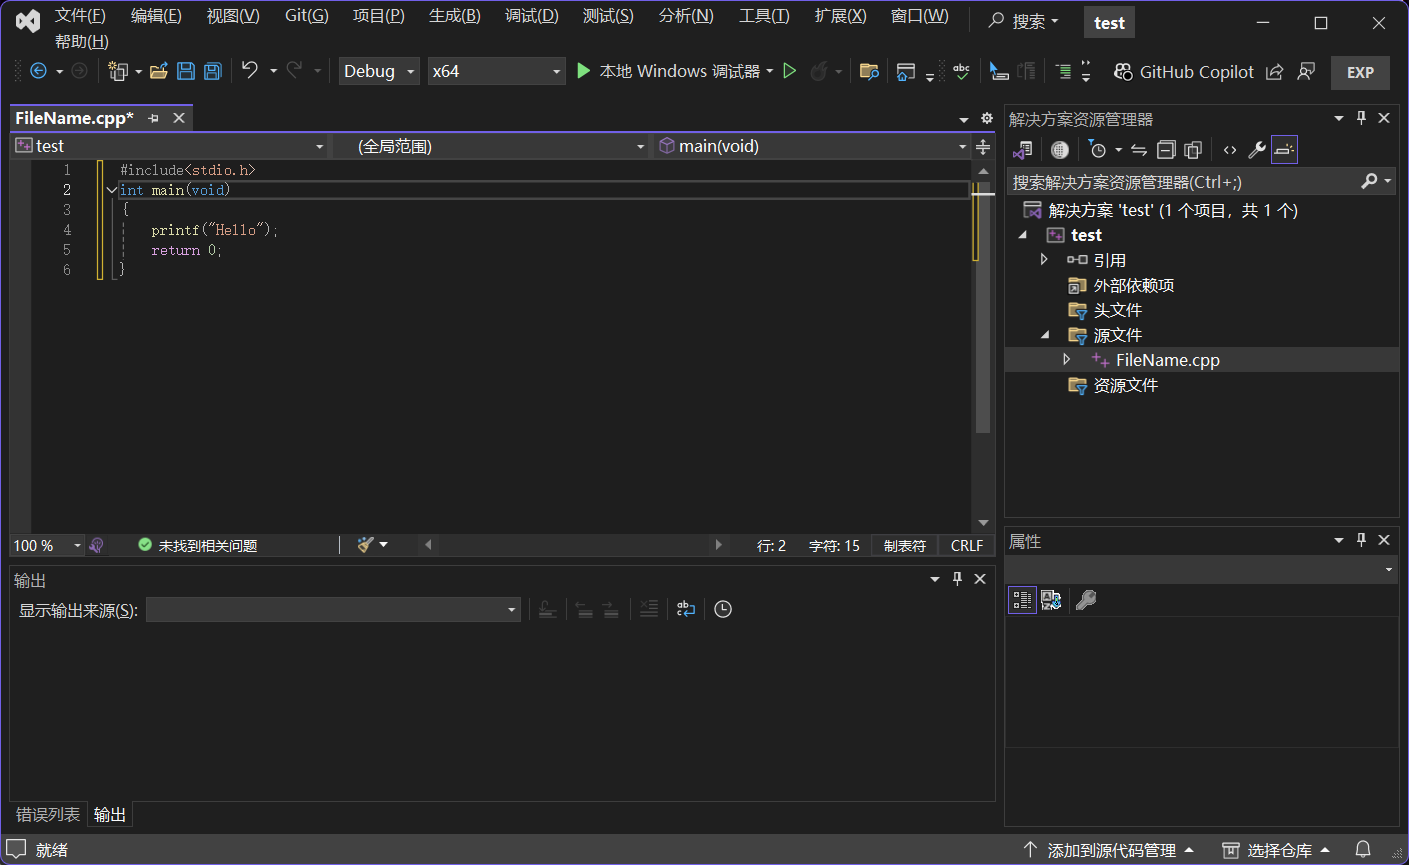 文件(F) 编辑(E) 视图(V) Git(G) 项目(P) 生成(B) 调试(D) 测试(S) 分析(N) 工具(T) 扩展(X) 窗口(W) 搜索 test
帮助(H)
Debug x64 本地 Windows 调试器 abc GitHub Copilot EXP
FileName.cpp*
test (全局范围) main(void)
1 #include<stdio.h>
2 int main(void)
3 {
4 printf("Hello");
5 return 0;
6 }
100 % 未找到相关问题 行: 2 字符: 15 制表符 CRLF
输出
显示输出来源(S):
错误列表 输出
解决方案资源管理器
搜索解决方案资源管理器(Ctrl+;)
解决方案 'test' (1 个项目，共 1 个)
test
引用
外部依赖项
头文件
源文件
FileName.cpp
资源文件
属性
就绪 添加到源代码管理 选择仓库